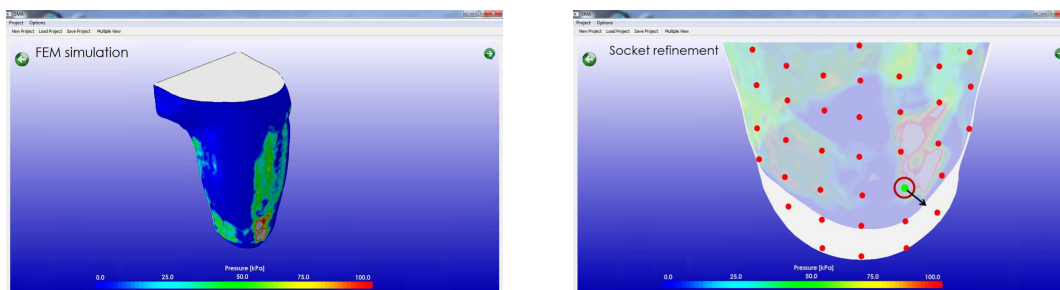 SMA
Project Options
New Project Load Project Save Project Multiple View
FEM simulation
Pressure [kPa]
0.0 25.0 50.0 75.0 100.0
SMA
Project Options
New Project Load Project Save Project Multiple View
Socket refinement
Pressure [kPa]
0.0 25.0 50.0 75.0 100.0